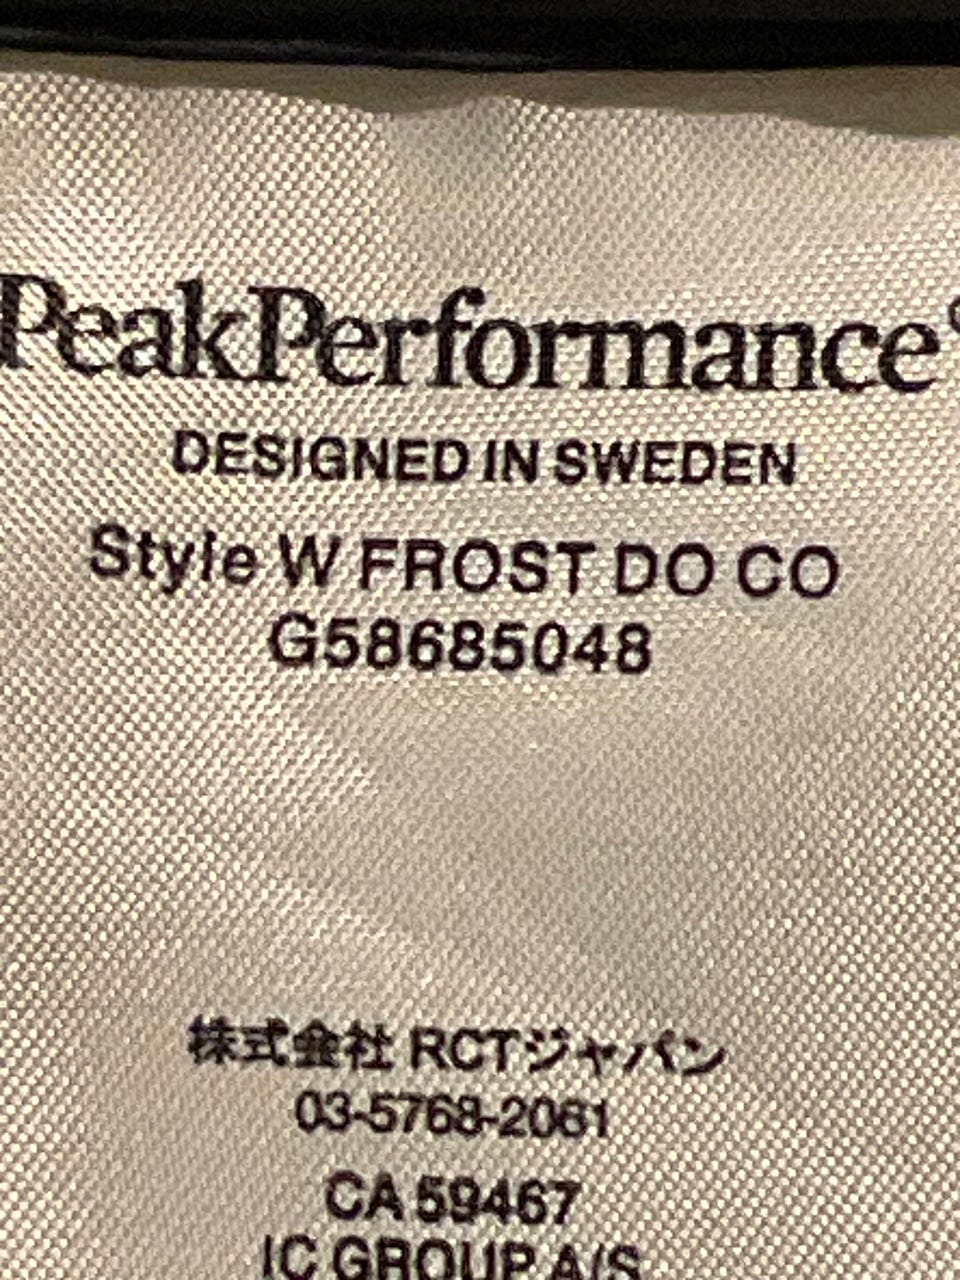 PeakPerformance®
DESIGNED IN SWEDEN
Style W FROST DO CO
G58685048
株式会社 RCTジャパン
03-5768-2061
CA 59467
IC GROUP A/S